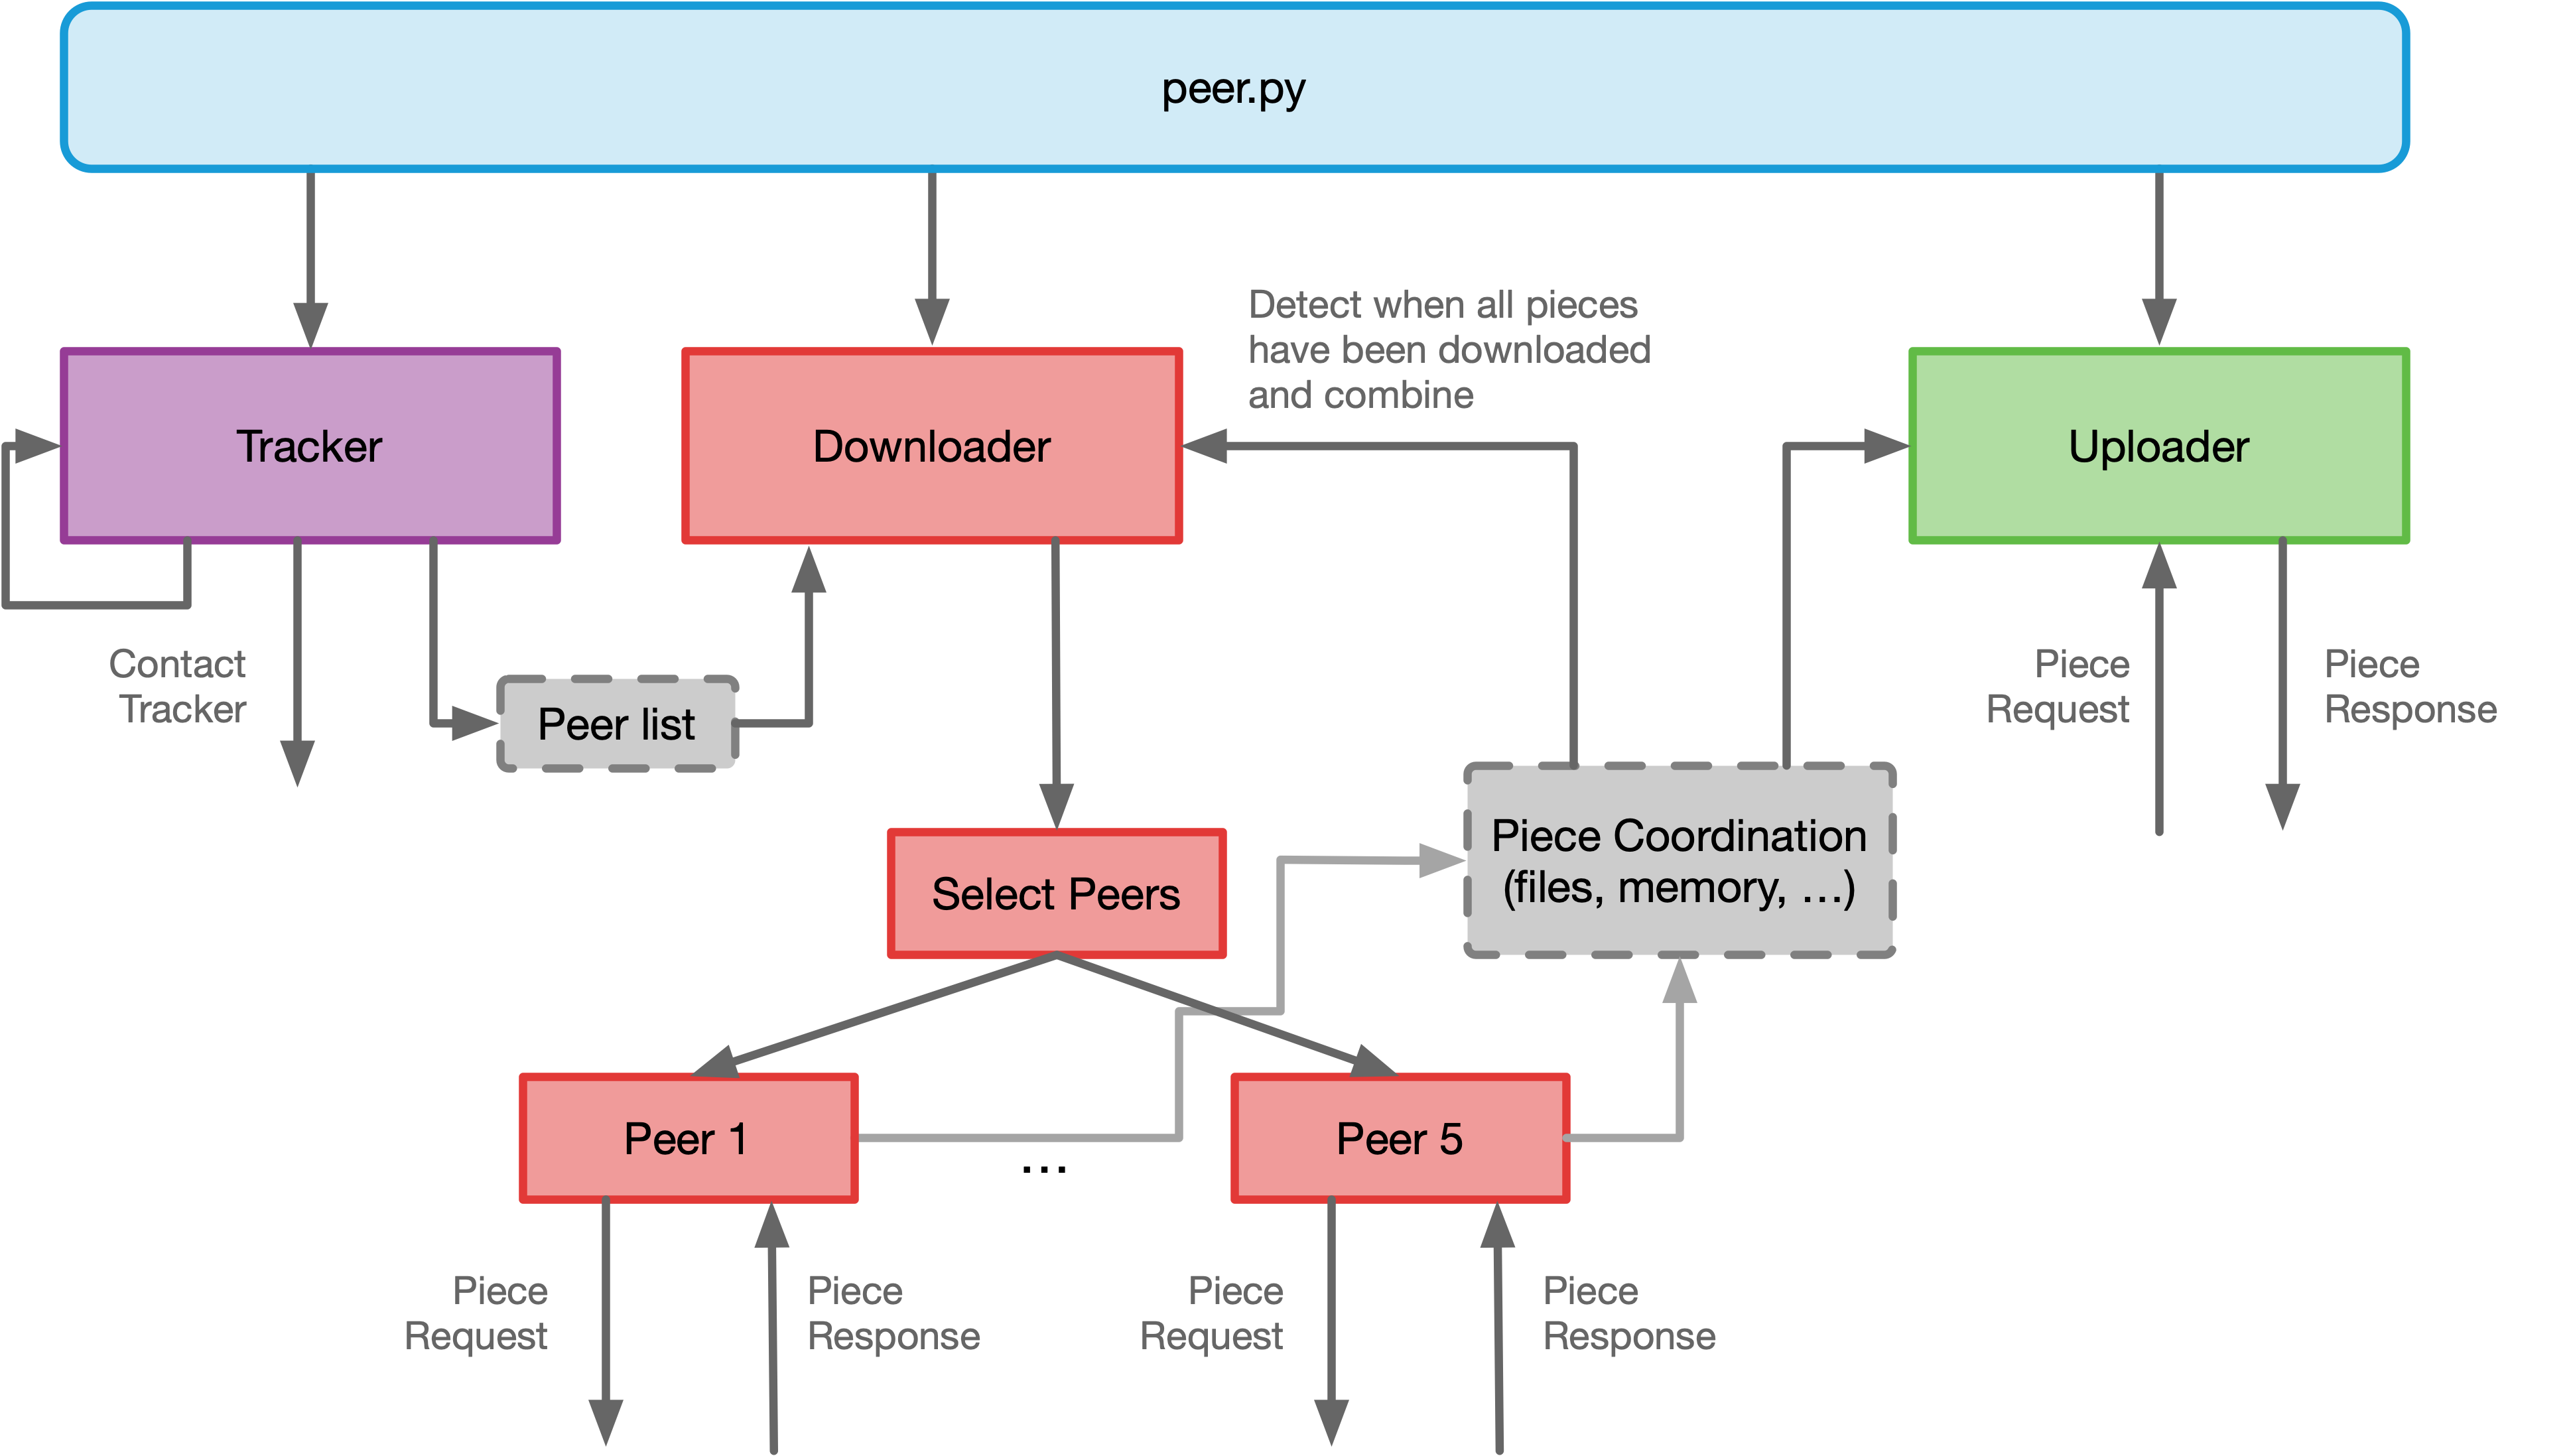 peer.py
Detect when all pieces
have been downloaded
and combine
Tracker
Downloader
Uploader
Contact
Tracker
Peer list
Piece
Request
Piece
Response
Select Peers
Piece Coordination
(files, memory, ...)
Peer 1
...
Peer 5
Piece
Request
Piece
Response
Piece
Request
Piece
Response